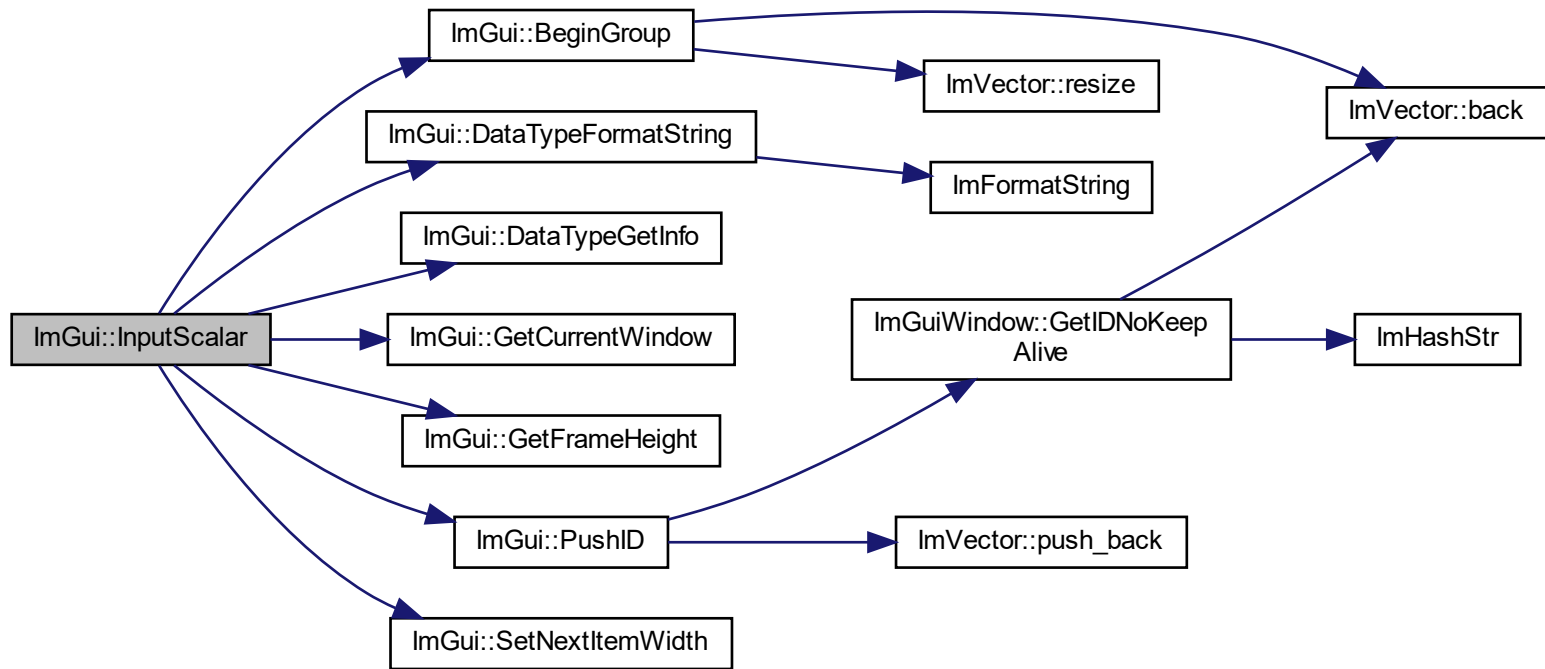 ImGui::BeginGroup
ImVector::resize
ImVector::back
ImGui::DataTypeFormatString
ImFormatString
ImGui::DataTypeGetInfo
ImGui::InputScalar
ImGui::GetCurrentWindow
ImGuiWindow::GetIDNoKeep
Alive
ImHashStr
ImGui::GetFrameHeight
ImGui::PushID
ImVector::push_back
ImGui::SetNextItemWidth